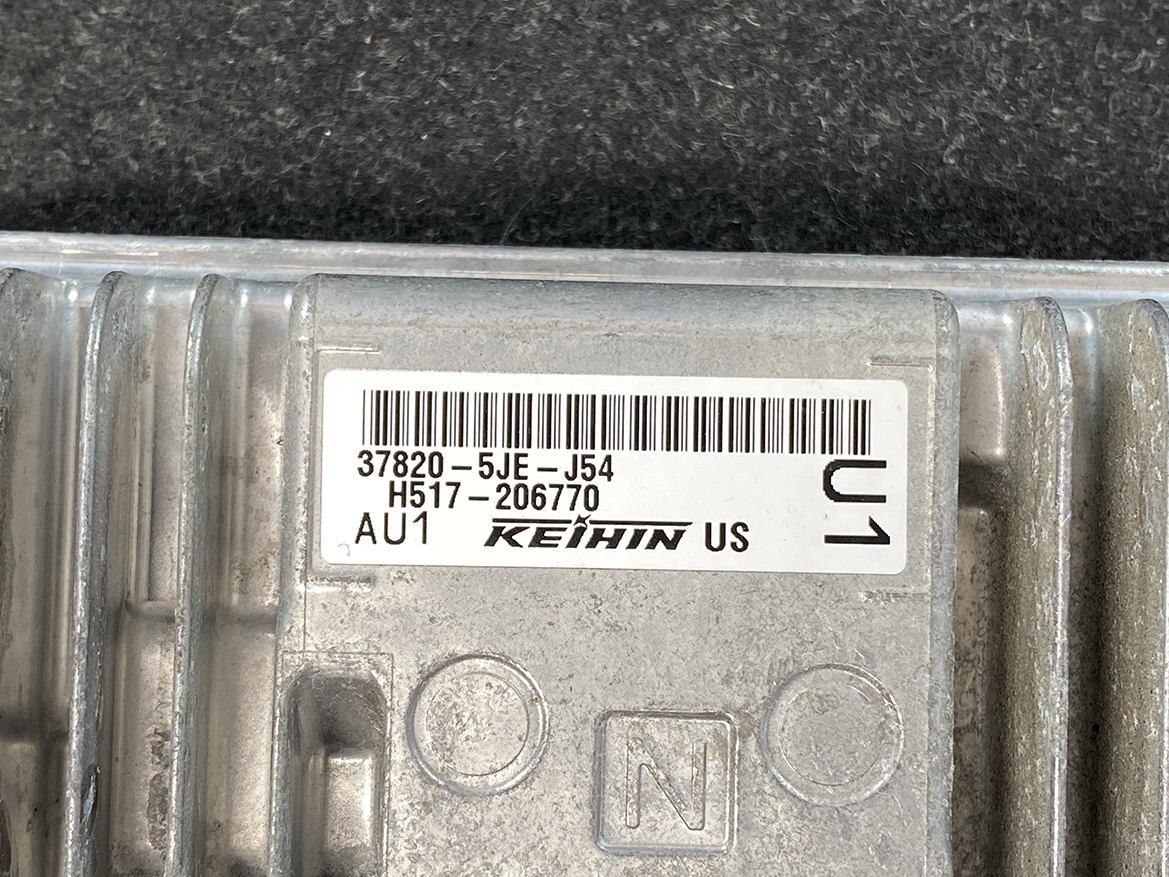 37820-5JE-J54
H517-206770
AU1 KEIHIN US
U1
N